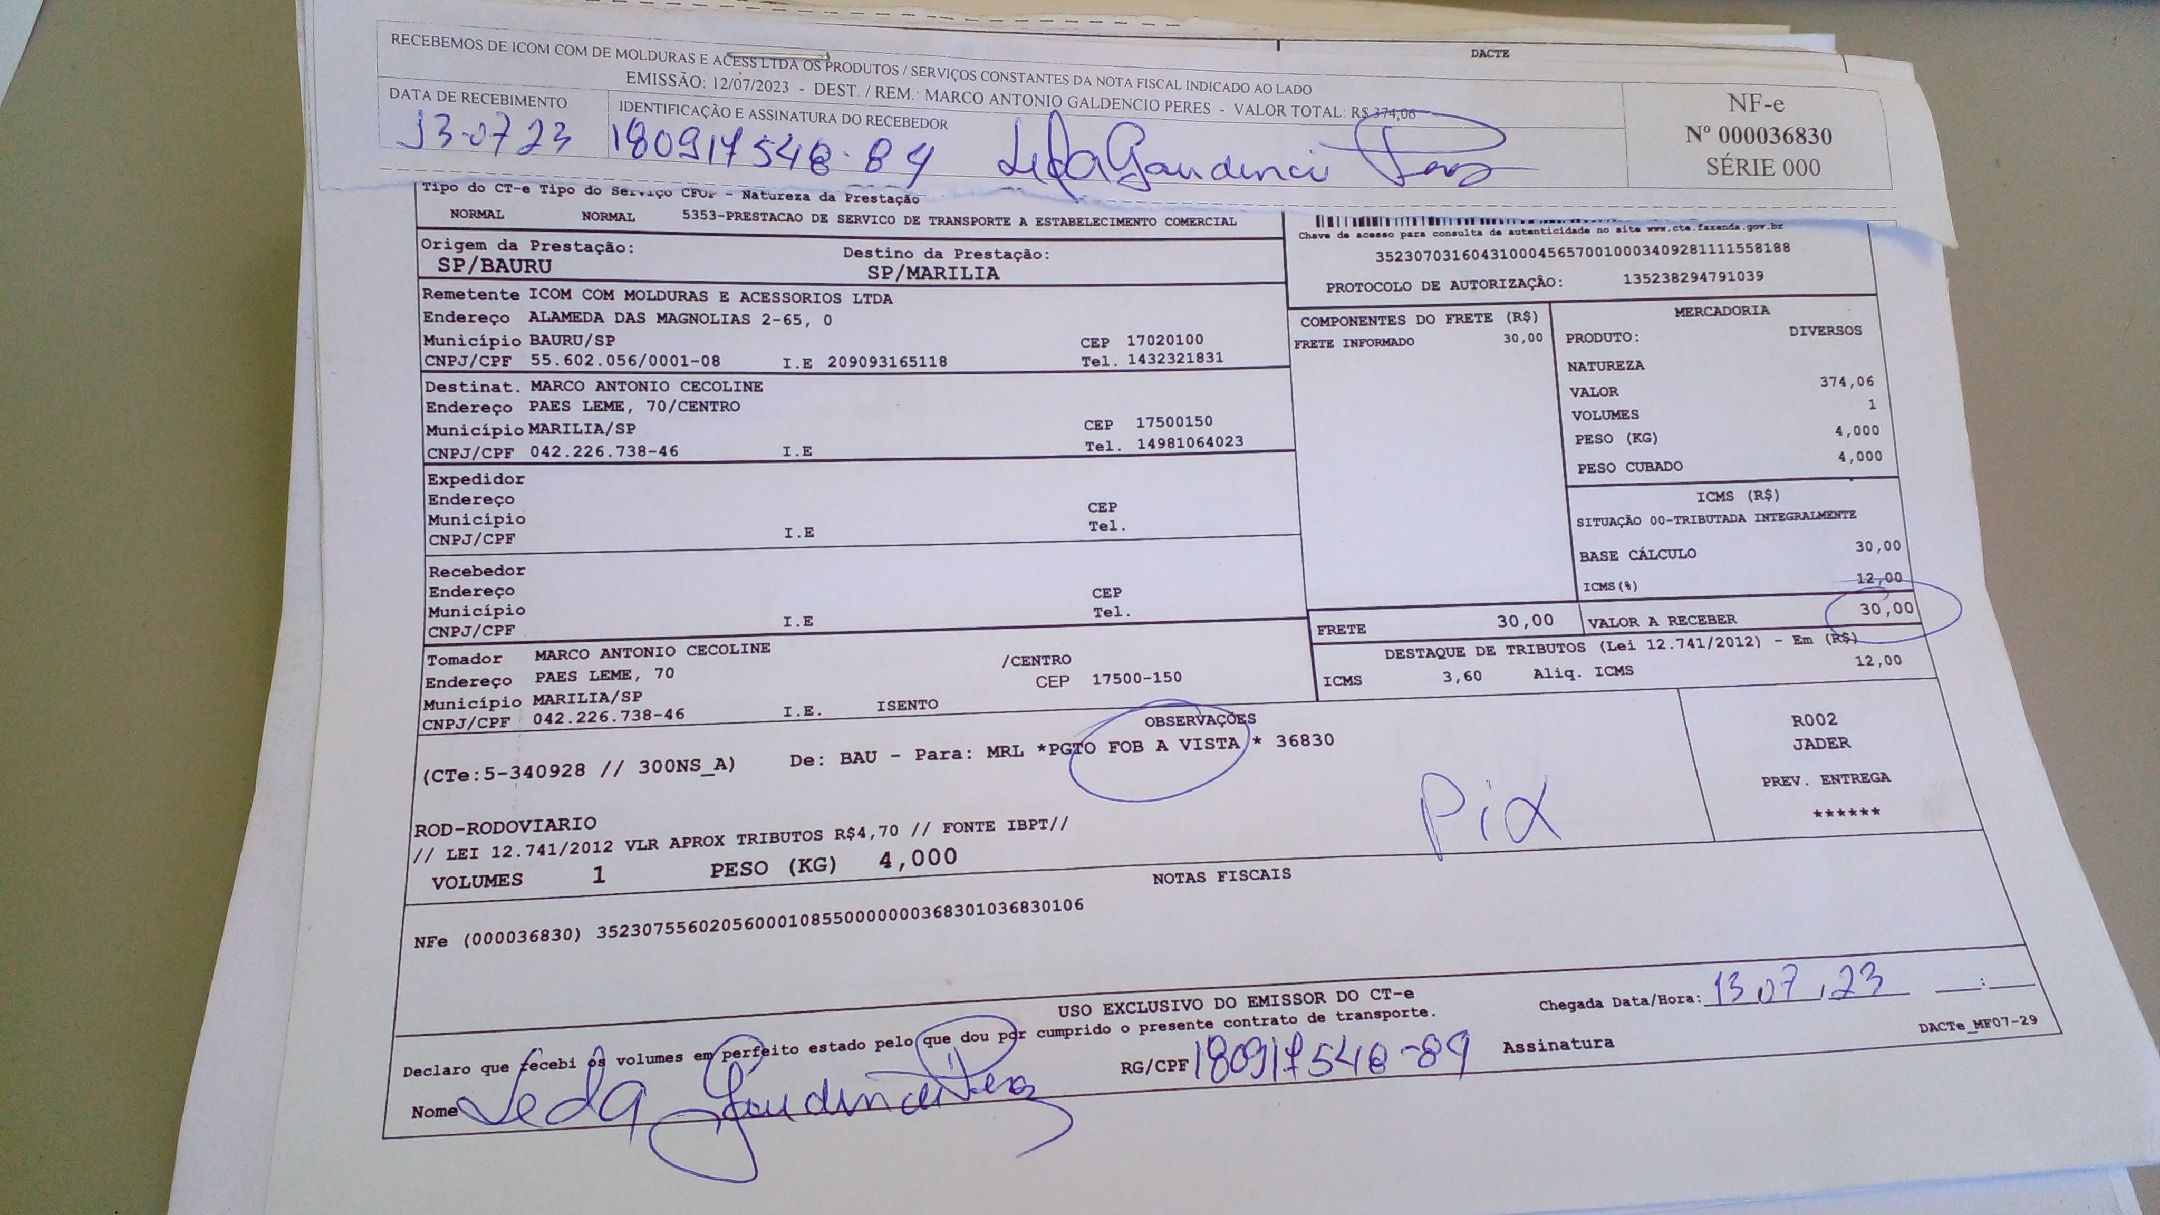 DACTE
RECEBEMOS DE ICOM COM DE MOLDURAS E ACESS LTDA OS PRODUTOS / SERVIÇOS CONSTANTES DA NOTA FISCAL INDICADO AO LADO
EMISSÃO: 12/07/2023 - DEST. / REM.: MARCO ANTONIO GALDENCIO PERES - VALOR TOTAL: R$ 374,06
DATA DE RECEBIMENTO IDENTIFICAÇÃO E ASSINATURA DO RECEBEDOR
13-07 23 180917548-89 Leda Gaudencio Peres
NF-e
Nº 000036830
SÉRIE 000
Tipo do CT-e Tipo do Serviço CFOP - Natureza da Prestação
NORMAL NORMAL 5353-PRESTACAO DE SERVICO DE TRANSPORTE A ESTABELECIMENTO COMERCIAL
Chave de acesso para consulta de autenticidade no site www.cte.fazenda.gov.br
35230703160431000456570010003409281111558188
PROTOCOLO DE AUTORIZAÇÃO: 135238294791039
Origem da Prestação: Destino da Prestação:
SP/BAURU SP/MARILIA
Remetente ICOM COM MOLDURAS E ACESSORIOS LTDA
Endereço ALAMEDA DAS MAGNOLIAS 2-65, 0
Município BAURU/SP CEP 17020100
CNPJ/CPF 55.602.056/0001-08 I.E 209093165118 Tel. 1432321831
Destinat. MARCO ANTONIO CECOLINE
Endereço PAES LEME, 70/CENTRO
Município MARILIA/SP CEP 17500150
CNPJ/CPF 042.226.738-46 I.E Tel. 14981064023
Expedidor
Endereço
Município CEP
CNPJ/CPF I.E Tel.
Recebedor
Endereço
Município CEP
CNPJ/CPF I.E Tel.
Tomador MARCO ANTONIO CECOLINE
Endereço PAES LEME, 70 /CENTRO
Município MARILIA/SP CEP 17500-150
CNPJ/CPF 042.226.738-46 I.E. ISENTO
COMPONENTES DO FRETE (R$)
FRETE INFORMADO 30,00
MERCADORIA
PRODUTO: DIVERSOS
NATUREZA
VALOR 374,06
VOLUMES 1
PESO (KG) 4,000
PESO CUBADO 4,000
ICMS (R$)
SITUAÇÃO 00-TRIBUTADA INTEGRALMENTE
BASE CÁLCULO 30,00
ICMS(%) 12,00
FRETE 30,00 VALOR A RECEBER 30,00
DESTAQUE DE TRIBUTOS (Lei 12.741/2012) - Em (R$)
ICMS 3,60 Aliq. ICMS 12,00
OBSERVAÇÕES
(CTe:5-340928 // 300NS_A) De: BAU - Para: MRL *PGTO FOB A VISTA * 36830
Pix
R002
JADER
PREV. ENTREGA
******
ROD-RODOVIARIO
// LEI 12.741/2012 VLR APROX TRIBUTOS R$4,70 // FONTE IBPT//
VOLUMES 1 PESO (KG) 4,000
NOTAS FISCAIS
NFe (000036830) 35230755602056000108550000000368301036830106
USO EXCLUSIVO DO EMISSOR DO CT-e
Declaro que recebi os volumes em perfeito estado pelo que dou por cumprido o presente contrato de transporte.
Chegada Data/Hora: 13 07 , 23 ___:___
Nome Leda Gaudencio Peres RG/CPF 180917548-89 Assinatura
DACTe_MF07-29